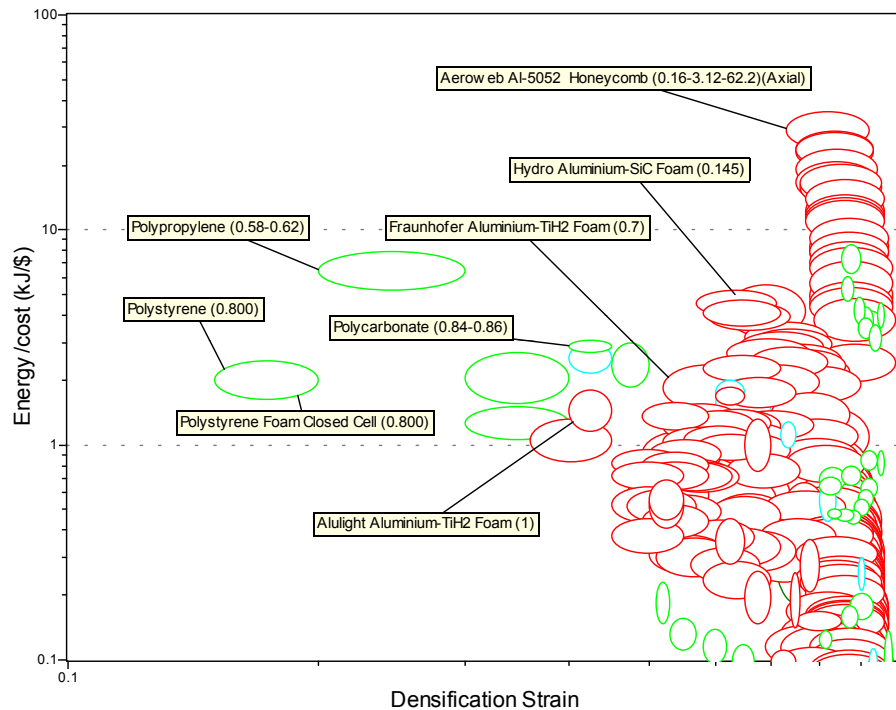 100
Aeroweb Al-5052 Honeycomb (0.16-3.12-62.2)(Axial)
Hydro Aluminium-SiC Foam (0.145)
Polypropylene (0.58-0.62)
Fraunhofer Aluminium-TiH2 Foam (0.7)
10
Polystyrene (0.800)
Polycarbonate (0.84-0.86)
Energy/cost (kJ/$)
Polystyrene Foam Closed Cell (0.800)
1
Alulight Aluminium-TiH2 Foam (1)
0.1
0.1
Densification Strain